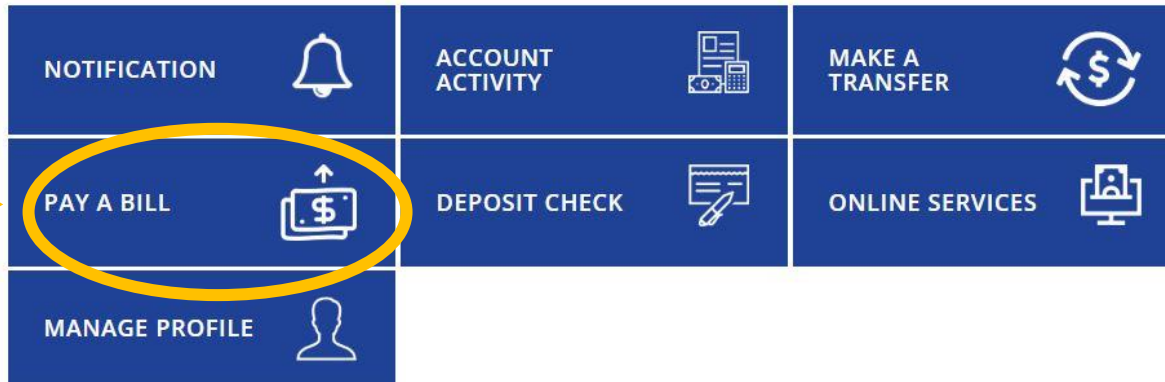 NOTIFICATION
ACCOUNT
ACTIVITY
MAKE A
TRANSFER
PAY A BILL
DEPOSIT CHECK
ONLINE SERVICES
MANAGE PROFILE